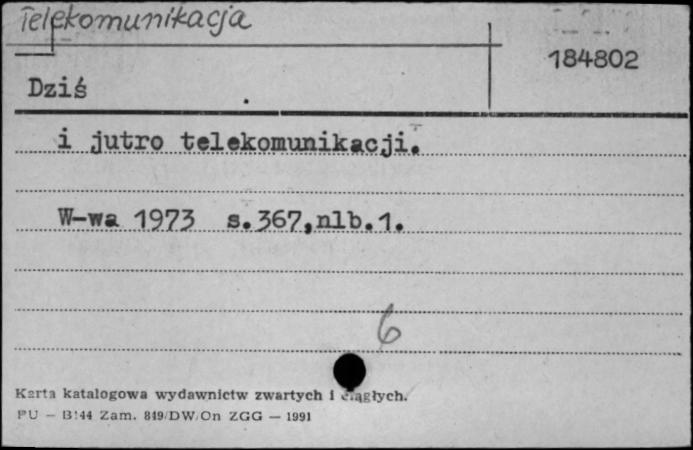 Telekomunikacja
184802
Dziś
i jutro telekomunikacji.
W-wa 1973 s.367,nlb.1.
6
Karta katalogowa wydawnictw zwartych i ciągłych.
PU — B144 Zam. 819/DW/On ZGG — 1991